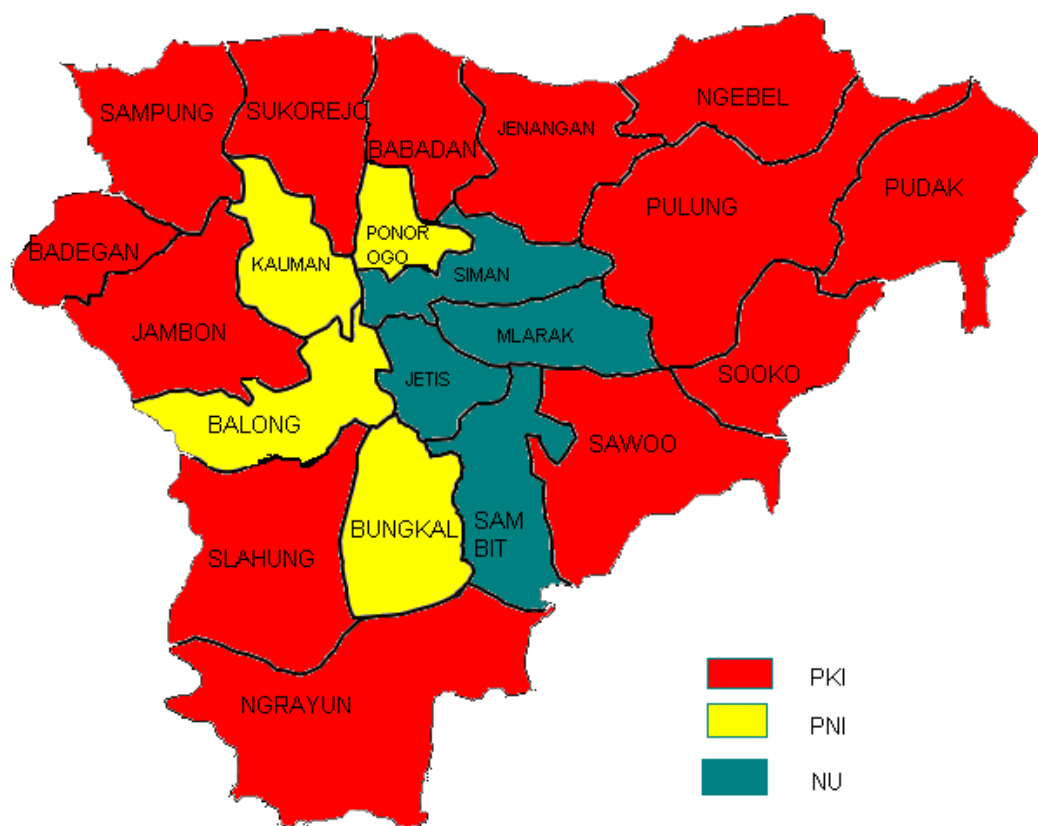 NGEBEL
SAMPUNG
SUKOREJO
JENANGAN
BABADAN
PUDAK
PULUNG
PONOR
OGO
BADEGAN
KAUMAN
SIMAN
JAMBON
MLARAK
SOOKO
JETIS
BALONG
SAWOO
BUNGKAL
SAM
BIT
SLAHUNG
NGRAYUN
PKI
PNI
NU